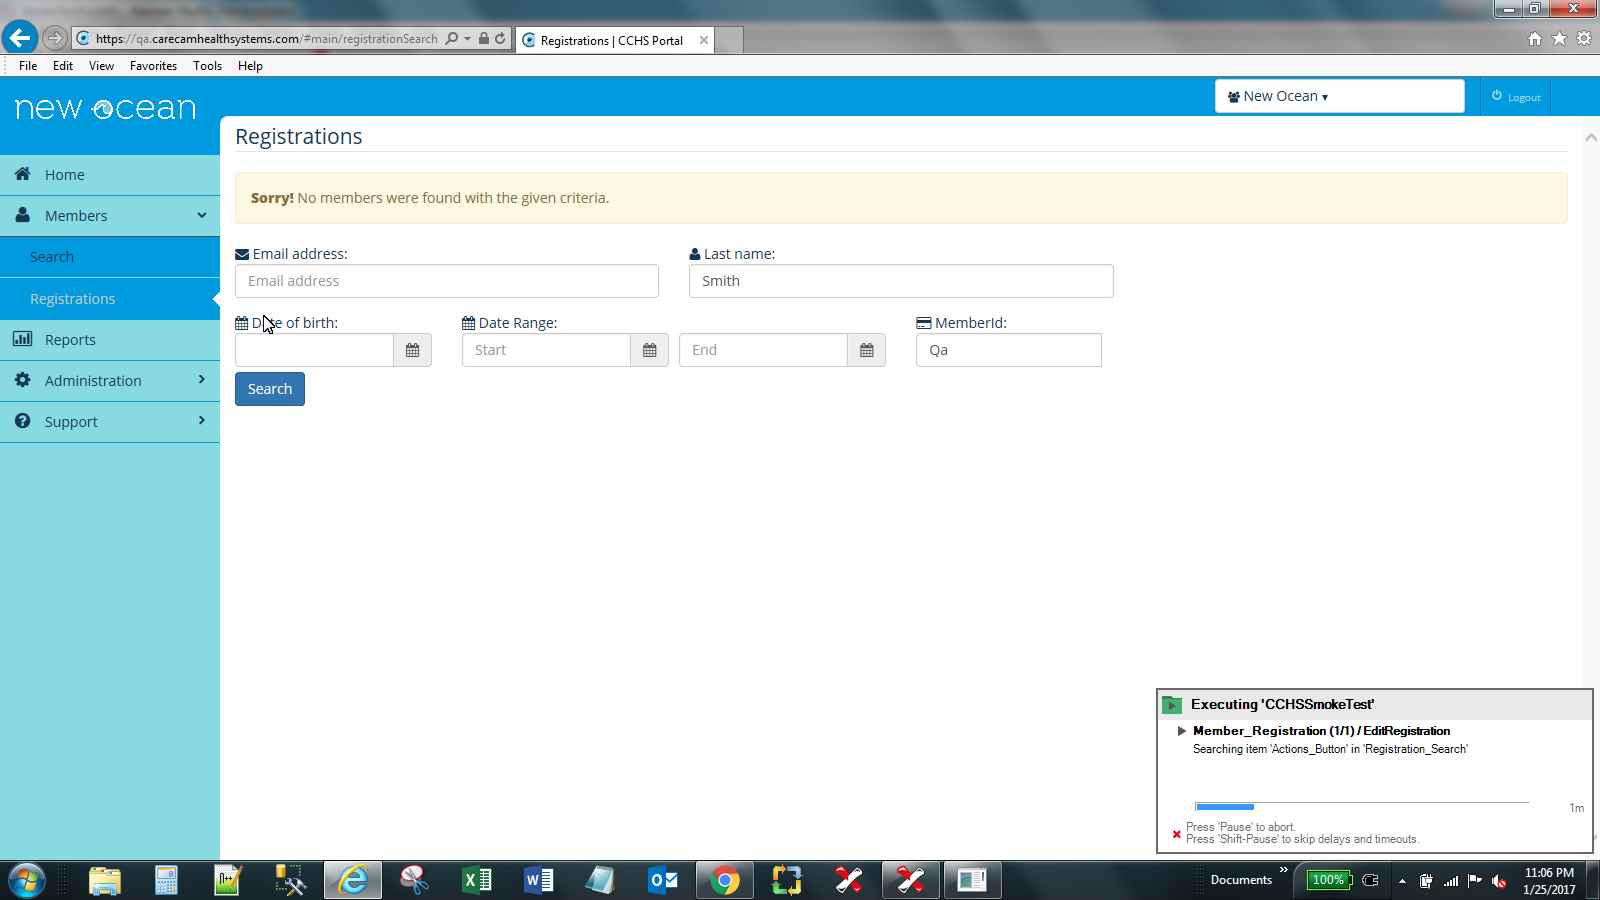 https://qa.carecamhealthsystems.com/#main/registrationSearch
Registrations | CCHS Portal
File Edit View Favorites Tools Help
new ocean
New Ocean
Logout
Registrations
Home
Sorry! No members were found with the given criteria.
Members
Search
Registrations
Reports
Administration
Support
Email address:
Last name:
Email address
Smith
Date of birth:
Date Range:
MemberId:
Start
End
Qa
Search
Executing 'CCHSSmokeTest'
Member_Registration (1/1) / EditRegistration
Searching item 'Actions_Button' in 'Registration_Search'
1m
Press 'Pause' to abort.
Press 'Shift-Pause' to skip delays and timeouts.
Documents
100%
11:06 PM
1/25/2017